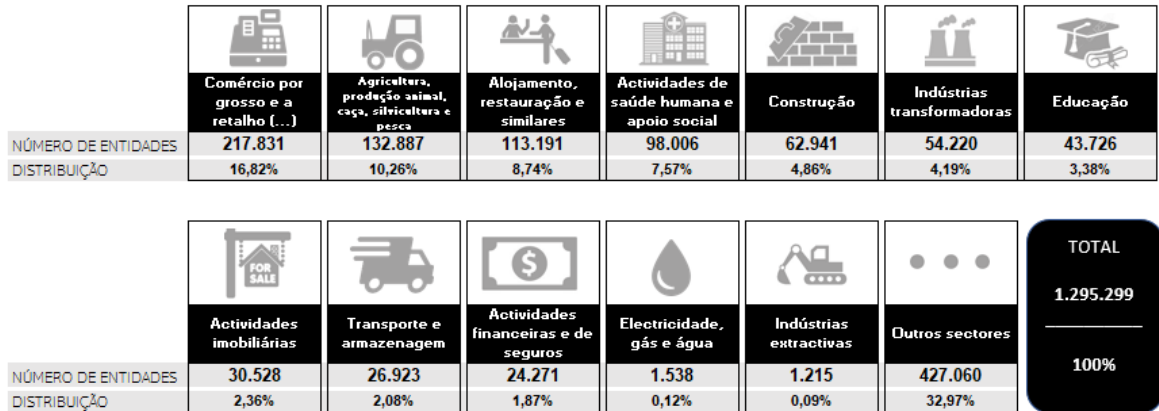 Comércio por grosso e a retalho (...)
Agricultura, produção animal, caça, silvicultura e pesca
Alojamento, restauração e similares
Actividades de saúde humana e apoio social
Construção
Indústrias transformadoras
Educação
NÚMERO DE ENTIDADES 217.831 132.887 113.191 98.006 62.941 54.220 43.726
DISTRIBUIÇÃO 16,82% 10,26% 8,74% 7,57% 4,86% 4,19% 3,38%
FOR
SALE
Actividades imobiliárias
Transporte e armazenagem
Actividades financeiras e de seguros
Electricidade, gás e água
Indústrias extractivas
Outros sectores
NÚMERO DE ENTIDADES 30.528 26.923 24.271 1.538 1.215 427.060
DISTRIBUIÇÃO 2,36% 2,08% 1,87% 0,12% 0,09% 32,97%
TOTAL
1.295.299
100%